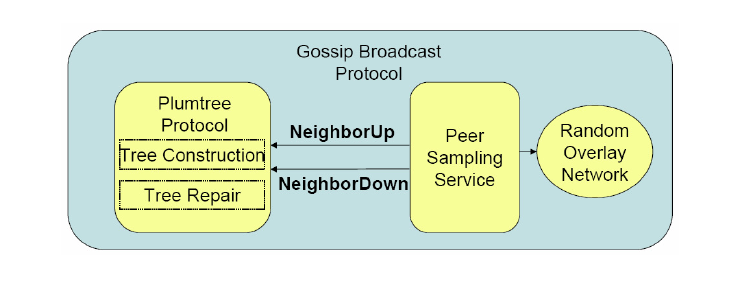 Gossip Broadcast
Protocol
Plumtree
Protocol
Tree Construction
Tree Repair
NeighborUp
NeighborDown
Peer
Sampling
Service
Random
Overlay
Network